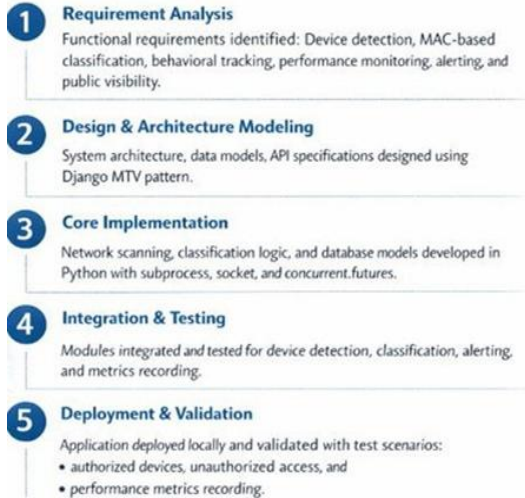 1
Requirement Analysis
Functional requirements identified: Device detection, MAC-based
classification, behavioral tracking, performance monitoring, alerting, and
public visibility.
2
Design & Architecture Modeling
System architecture, data models, API specifications designed using
Django MTV pattern.
3
Core Implementation
Network scanning, classification logic, and database models developed in
Python with subprocess, socket, and concurrent.futures.
4
Integration & Testing
Modules integrated and tested for device detection, classification, alerting,
and metrics recording.
5
Deployment & Validation
Application deployed locally and validated with test scenarios:
• authorized devices, unauthorized access, and
• performance metrics recording.